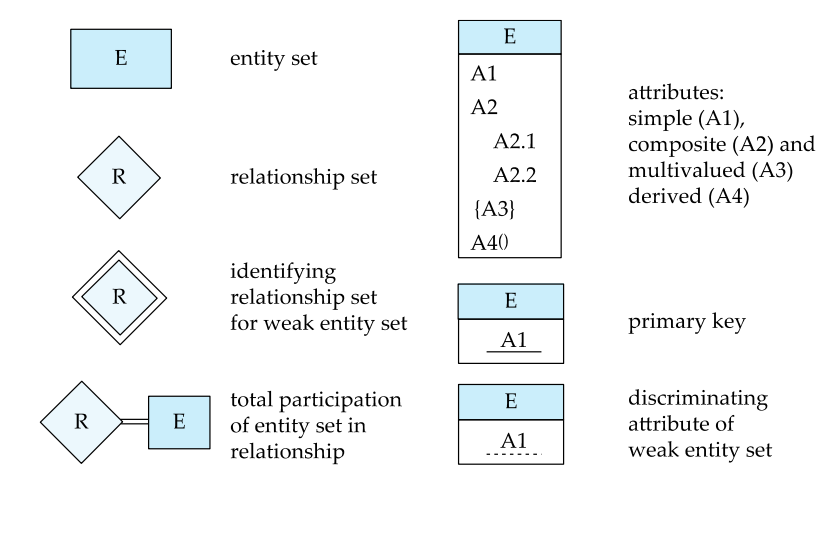 E
entity set
R
relationship set
R
identifying
relationship set
for weak entity set
R
E
total participation
of entity set in
relationship
E
A1
A2
A2.1
A2.2
{A3}
A4()
attributes:
simple (A1),
composite (A2) and
multivalued (A3)
derived (A4)
E
A1
primary key
E
A1
discriminating
attribute of
weak entity set